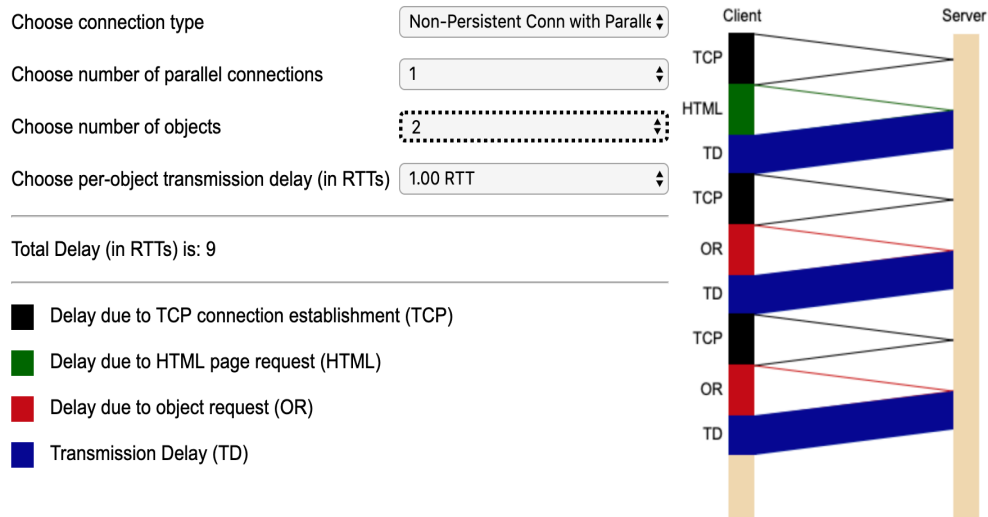 Choose connection type
Non-Persistent Conn with Paralle
Choose number of parallel connections
1
Choose number of objects
2
Choose per-object transmission delay (in RTTs)
1.00 RTT
Total Delay (in RTTs) is: 9
Delay due to TCP connection establishment (TCP)
Delay due to HTML page request (HTML)
Delay due to object request (OR)
Transmission Delay (TD)
Client
Server
TCP
HTML
TD
TCP
OR
TD
TCP
OR
TD